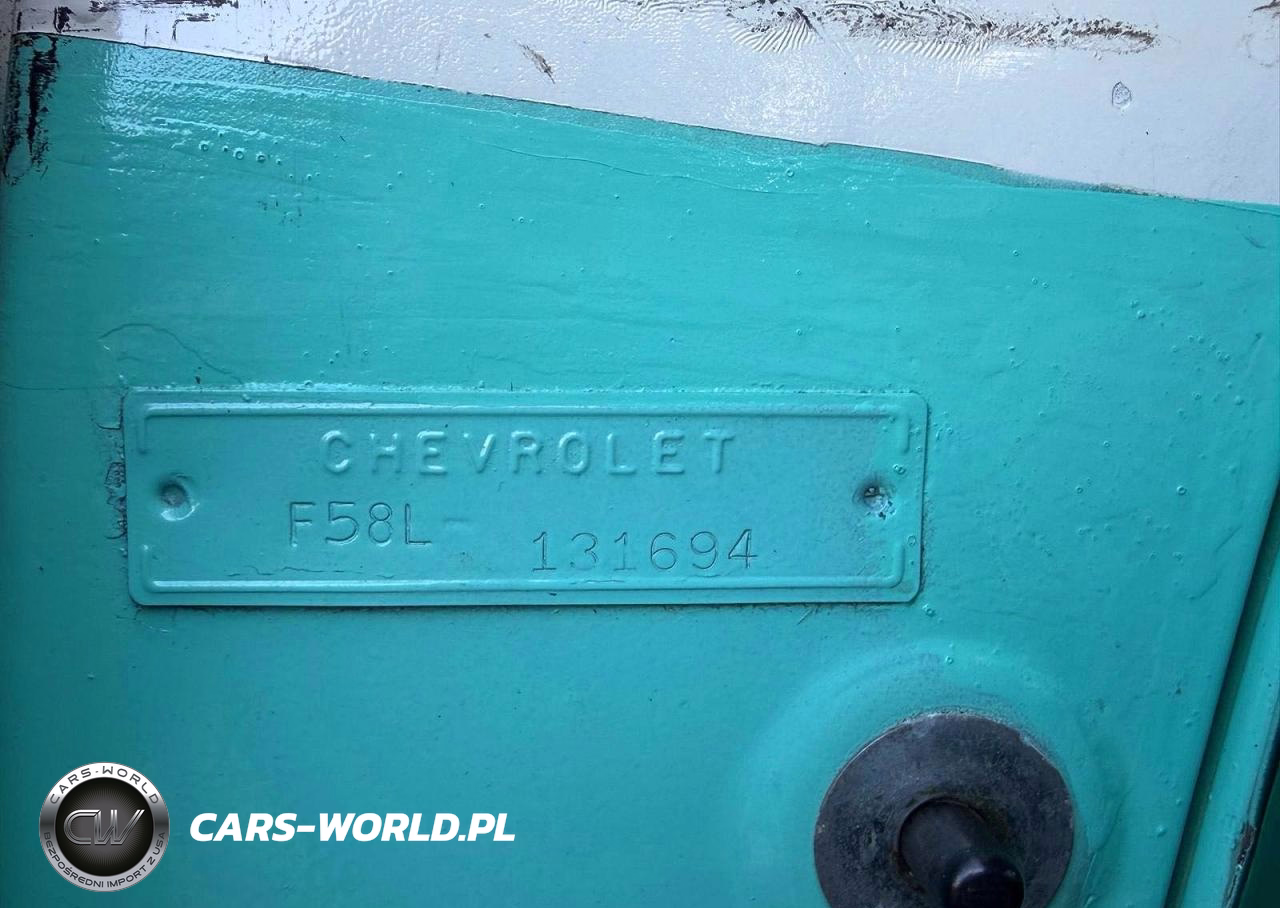 CHEVROLET
F58L-
131694
CARS-WORLD
CW
BEZPOŚREDNI IMPORT Z USA
CARS-WORLD.PL